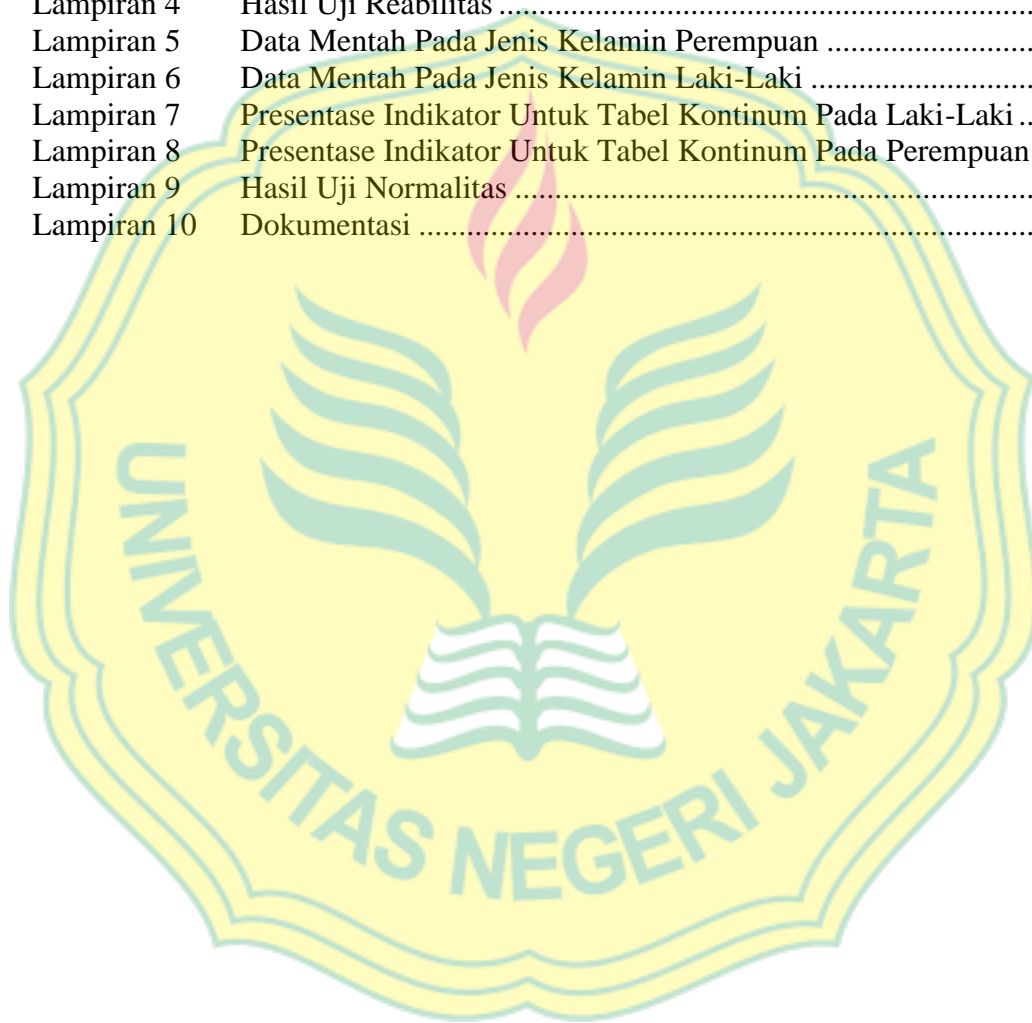 Lampiran 4 Hasil Uji Reabilitas ....................................................................
Lampiran 5 Data Mentah Pada Jenis Kelamin Perempuan ..........................
Lampiran 6 Data Mentah Pada Jenis Kelamin Laki-Laki ............................
Lampiran 7 Presentase Indikator Untuk Tabel Kontinum Pada Laki-Laki ..
Lampiran 8 Presentase Indikator Untuk Tabel Kontinum Pada Perempuan
Lampiran 9 Hasil Uji Normalitas ..................................................................
Lampiran 10 Dokumentasi ..............................................................................
UNIVERSITAS NEGERI JAKARTA